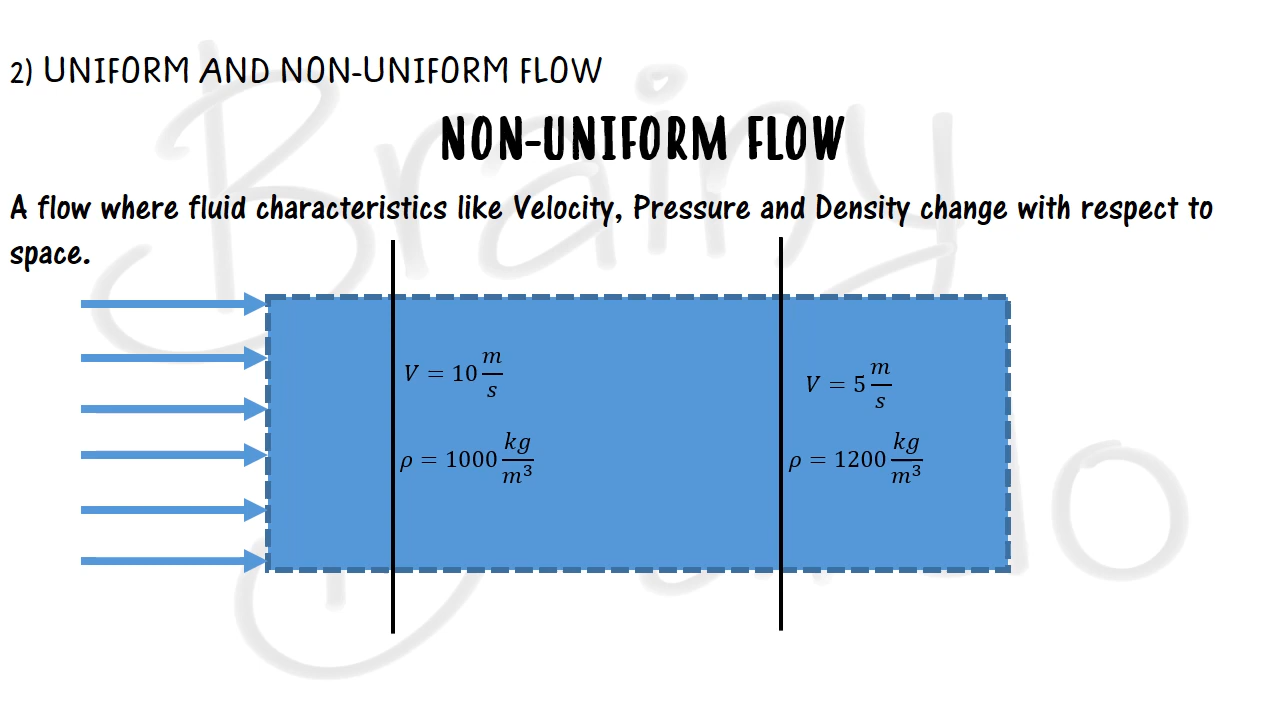 2) UNIFORM AND NON-UNIFORM FLOW
NON-UNIFORM FLOW
A flow where fluid characteristics like Velocity, Pressure and Density change with respect to
space.
V = 10 m/s
V = 5 m/s
ρ = 1000 kg/m³
ρ = 1200 kg/m³
Brainy